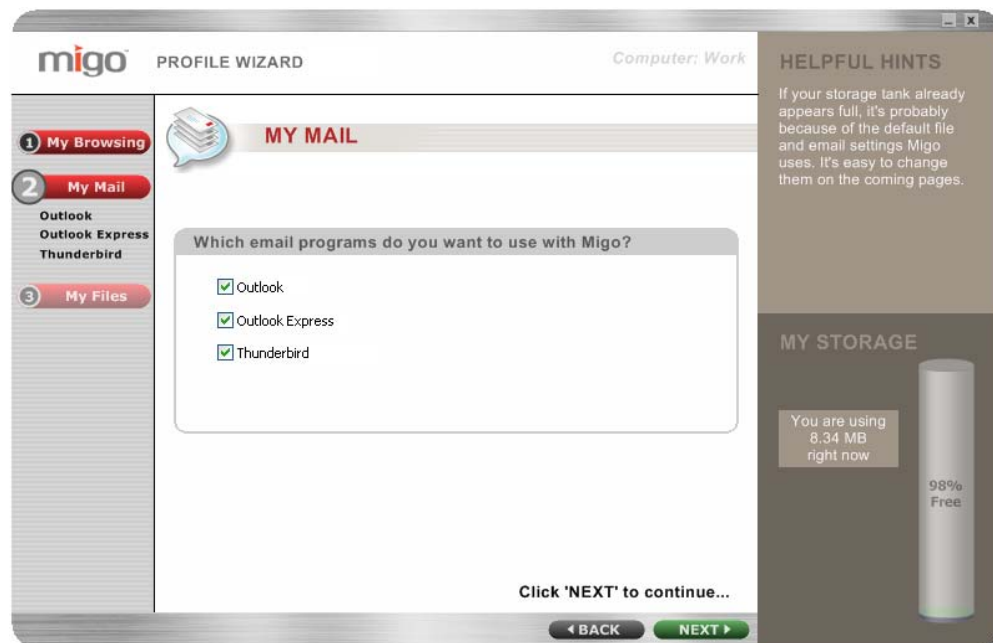 migo
PROFILE WIZARD
Computer: Work
1 My Browsing
2 My Mail
Outlook
Outlook Express
Thunderbird
3 My Files
MY MAIL
Which email programs do you want to use with Migo?
Outlook
Outlook Express
Thunderbird
Click 'NEXT' to continue...
BACK
NEXT
HELPFUL HINTS
If your storage tank already
appears full, it's probably
because of the default file
and email settings Migo
uses. It's easy to change
them on the coming pages.
MY STORAGE
You are using
8.34 MB
right now
98%
Free